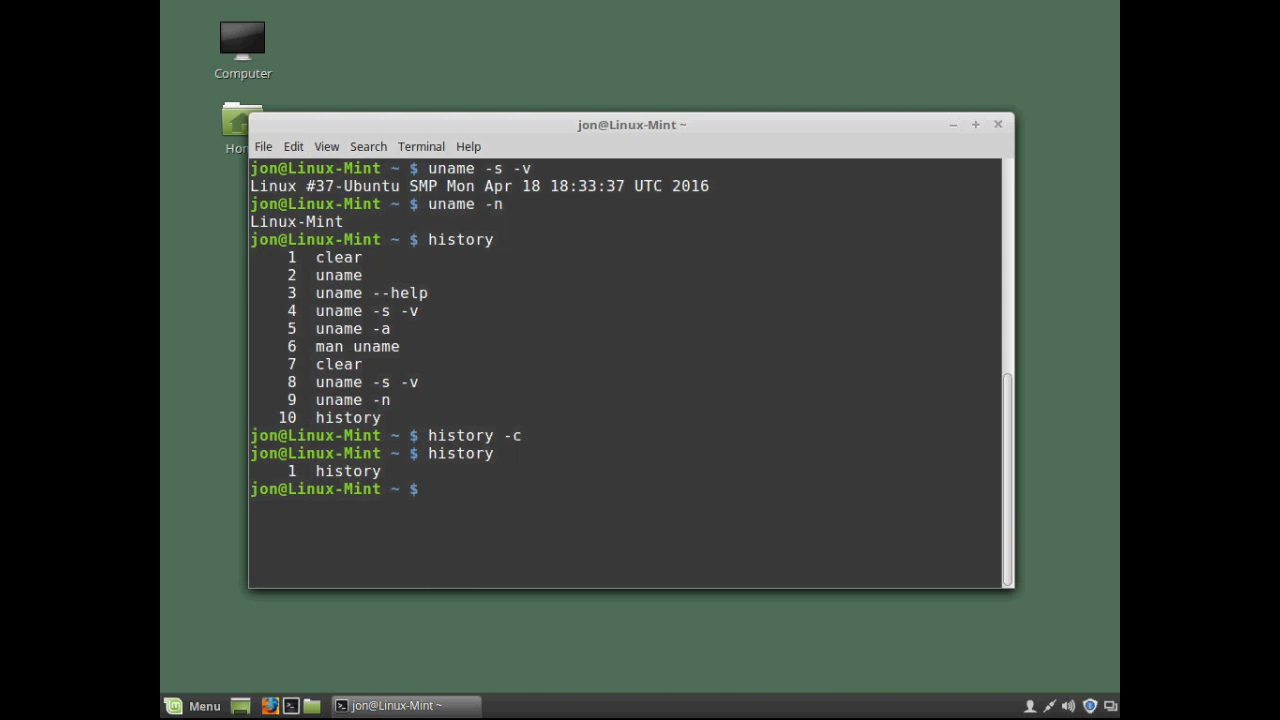 Computer
Hom
jon@Linux-Mint ~
File Edit View Search Terminal Help
jon@Linux-Mint ~ $ uname -s -v
Linux #37-Ubuntu SMP Mon Apr 18 18:33:37 UTC 2016
jon@Linux-Mint ~ $ uname -n
Linux-Mint
jon@Linux-Mint ~ $ history
1 clear
2 uname
3 uname --help
4 uname -s -v
5 uname -a
6 man uname
7 clear
8 uname -s -v
9 uname -n
10 history
jon@Linux-Mint ~ $ history -c
jon@Linux-Mint ~ $ history
1 history
jon@Linux-Mint ~ $
Menu
jon@Linux-Mint ~